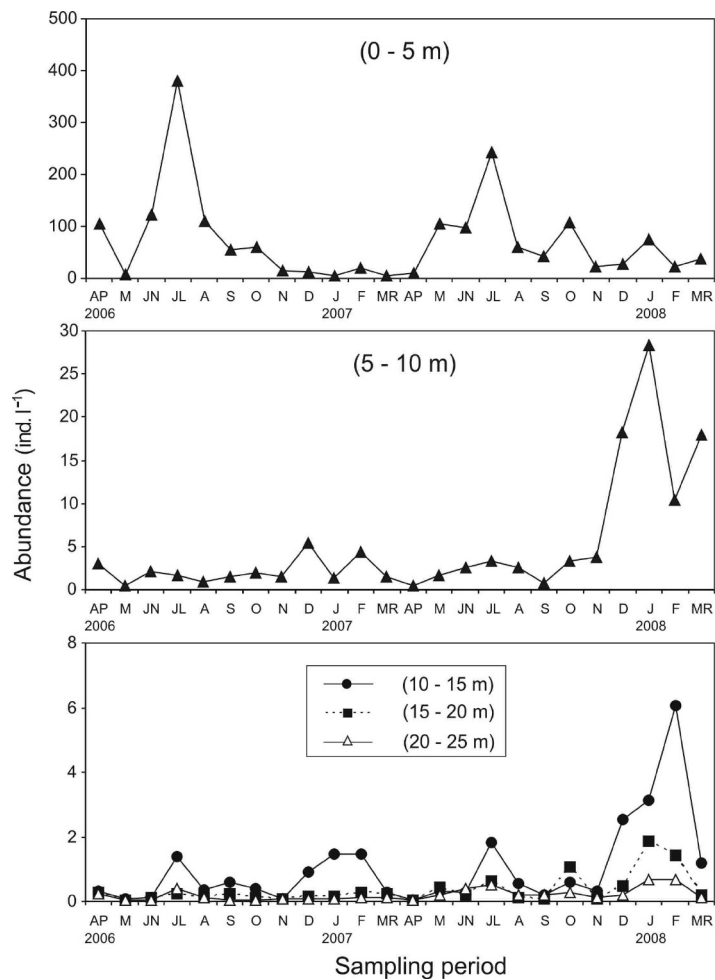 500
(0 - 5 m)
400
300
200
100
0
AP M JN JL A S O N D J F MR AP M JN JL A S O N D J F MR
2006 2007 2008
30
(5 - 10 m)
25
20
15
10
5
0
AP M JN JL A S O N D J F MR AP M JN JL A S O N D J F MR
2006 2007 2008
Abundance (ind. l⁻¹)
8
(10 - 15 m)
(15 - 20 m)
(20 - 25 m)
6
4
2
0
AP M JN JL A S O N D J F MR AP M JN JL A S O N D J F MR
2006 2007 2008
Sampling period